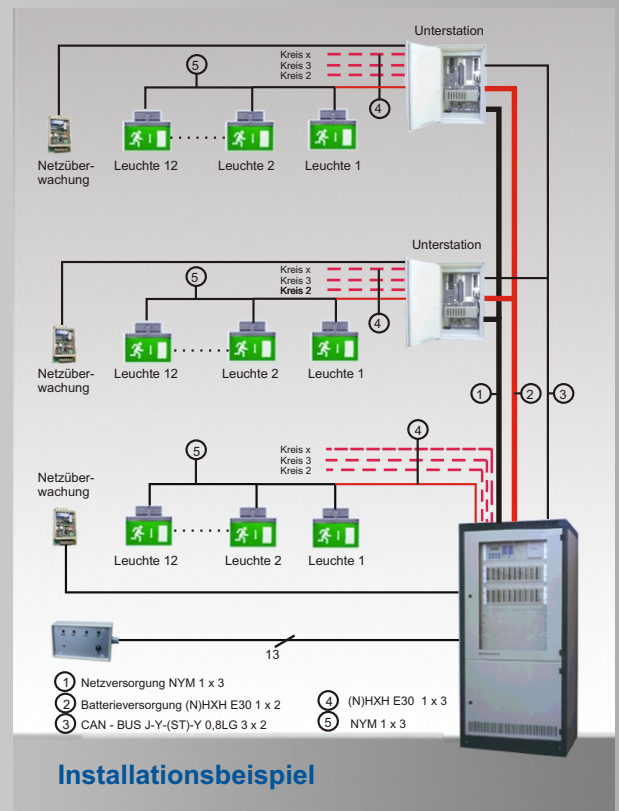 Unterstation
Kreis x
Kreis 3
Kreis 2
5
4
Netzüber-
wachung
Leuchte 12
Leuchte 2
Leuchte 1
Unterstation
Kreis x
Kreis 3
Kreis 2
5
4
Netzüber-
wachung
Leuchte 12
Leuchte 2
Leuchte 1
1
2
3
4
Kreis x
Kreis 3
Kreis 2
5
Netzüber-
wachung
Leuchte 12
Leuchte 2
Leuchte 1
13
1 Netzversorgung NYM 1 x 3
2 Batterieversorgung (N)HXH E30 1 x 2
3 CAN - BUS J-Y-(ST)-Y 0,8LG 3 x 2
4 (N)HXH E30 1 x 3
5 NYM 1 x 3
Installationsbeispiel